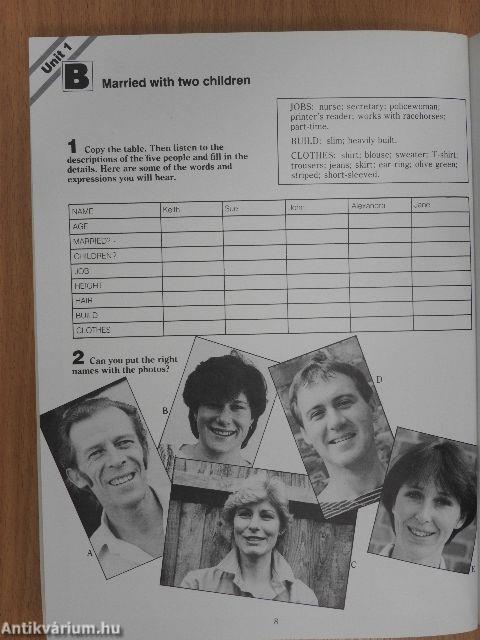 Unit 1
B Married with two children
JOBS: nurse; secretary; policewoman;
printer's reader; works with racehorses;
part-time.
BUILD: slim; heavily built.
CLOTHES: shirt; blouse; sweater; T-shirt;
trousers; jeans; skirt; ear-ring; olive green;
striped; short-sleeved.
1 Copy the table. Then listen to the
descriptions of the five people and fill in the
details. Here are some of the words and
expressions you will hear.
NAME Keith Sue John Alexandra Jane
AGE
MARRIED?
CHILDREN?
JOB
HEIGHT
HAIR
BUILD
CLOTHES
2 Can you put the right
names with the photos?
A
B
C
D
E
8
Antikvárium.hu